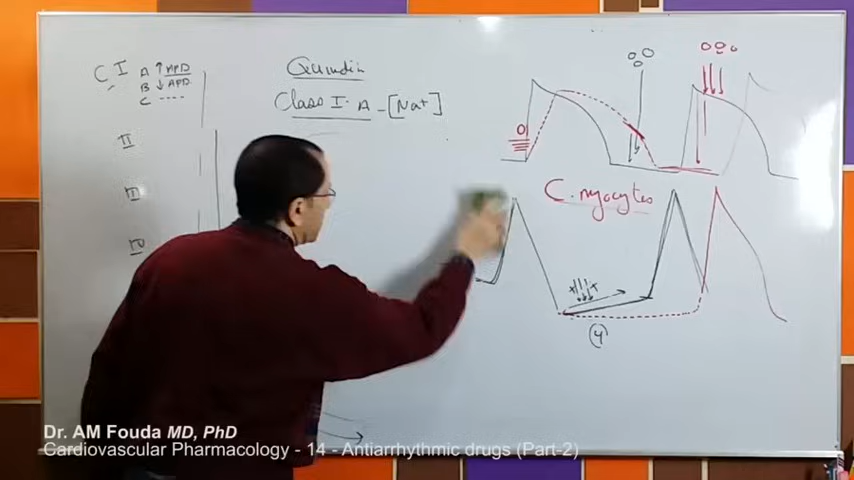 CI A ↑ APD
B ↓ APD
C ----
II
III
IV
Quinidin
Class I. A - [Na+]
C. myocytes
4
Dr. AM Fouda MD, PhD
Cardiovascular Pharmacology - 14 - Antiarrhythmic drugs (Part-2)